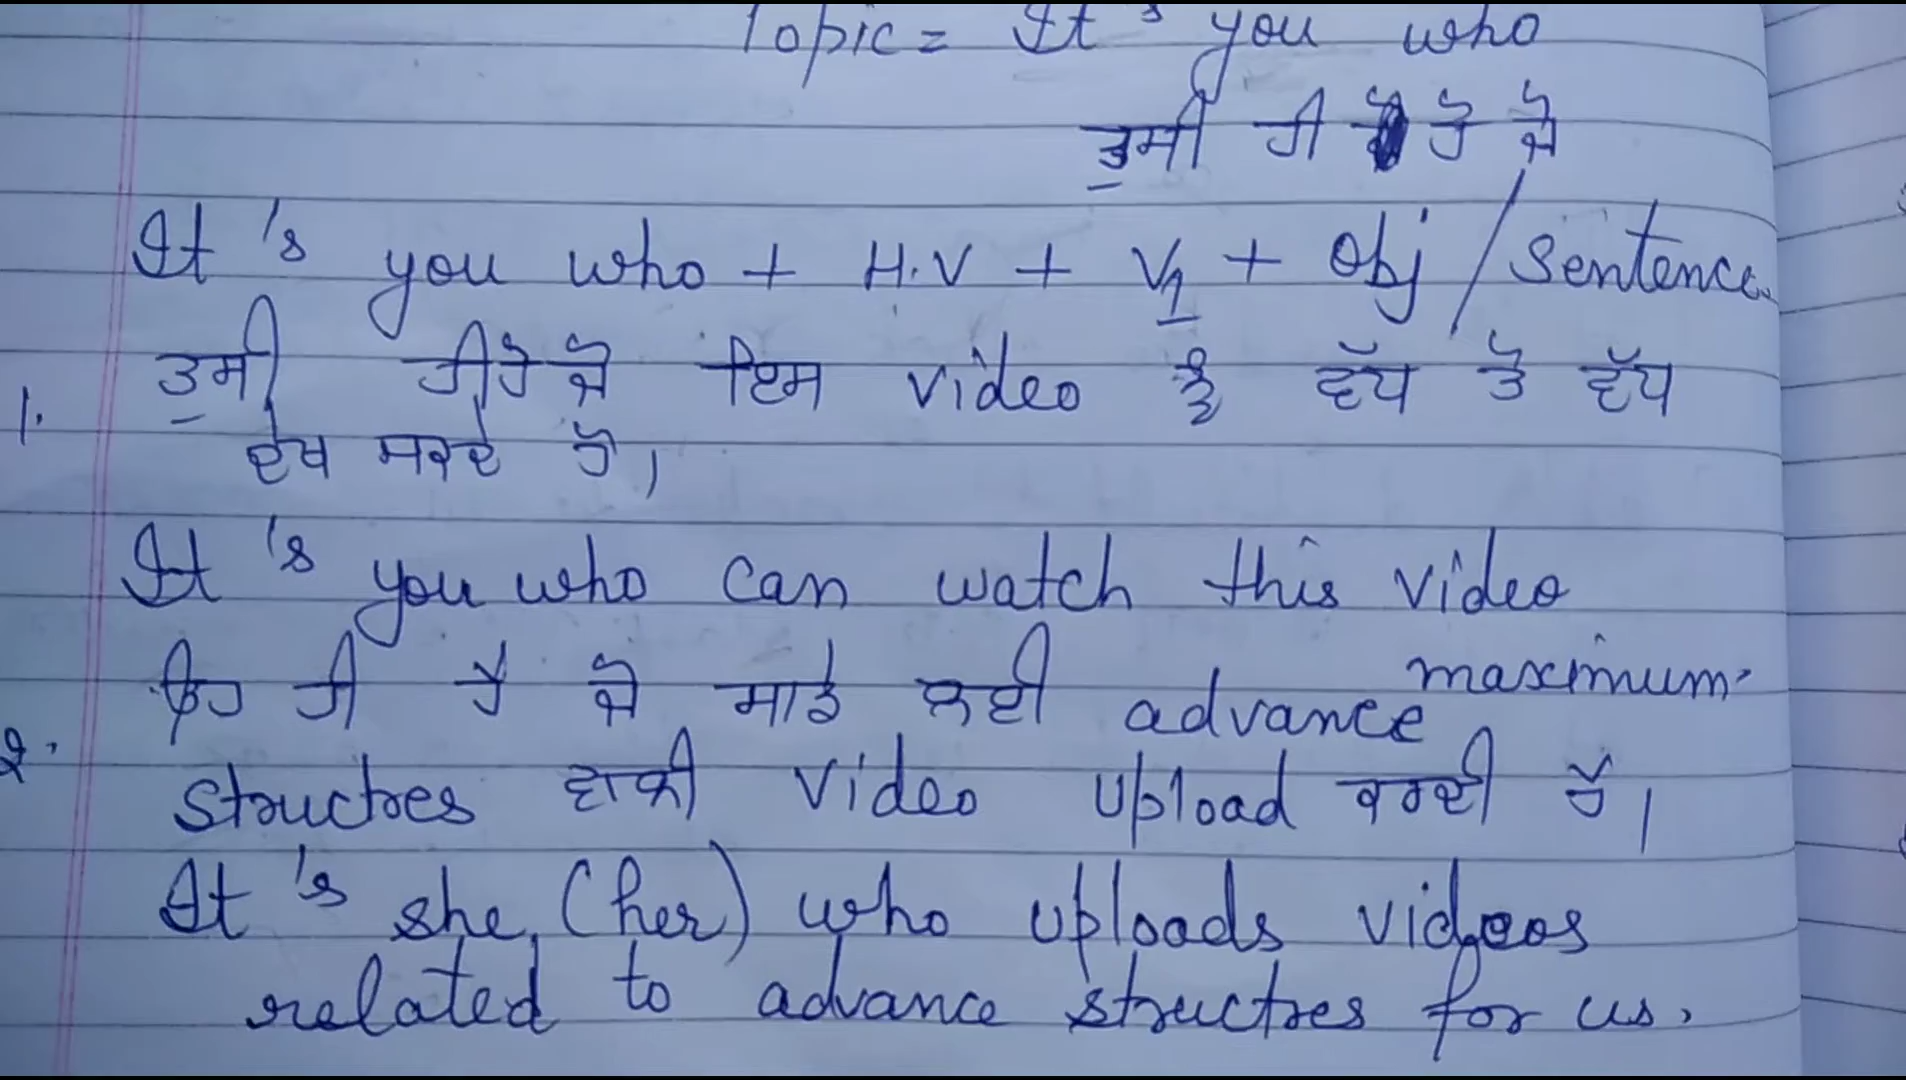 Topic = It's you who
ਤੁਸੀ ਹੀ ਹੋ ਜੋ
It's you who + H.V + V1 + Obj / Sentence.
1. ਤੁਸੀ ਹੀ ਹੋ ਜੋ ਇਸ video ਨੂੰ ਵੱਧ ਤੋ ਵੱਧ
ਦੇਖ ਸਕਦੇ ਹੋ।
It's you who can watch this video
maximum.
2. ਉਹ ਹੀ ਹੈ ਜੋ ਸਾਡੇ ਲਈ advance
structres ਵਾਲੀ video upload ਕਰਦੀ ਹੈ।
It's she, (her) who uploads videos
related to advance structres for us.